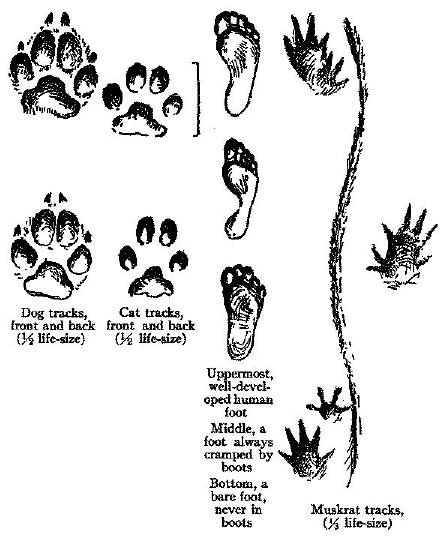 Dog tracks,
front and back
(½ life-size)
Cat tracks,
front and back
(½ life-size)
Uppermost,
well-devel-
oped human
foot
Middle, a
foot always
cramped by
boots
Bottom, a
bare foot,
never in
boots
Muskrat tracks,
(⅓ life-size)